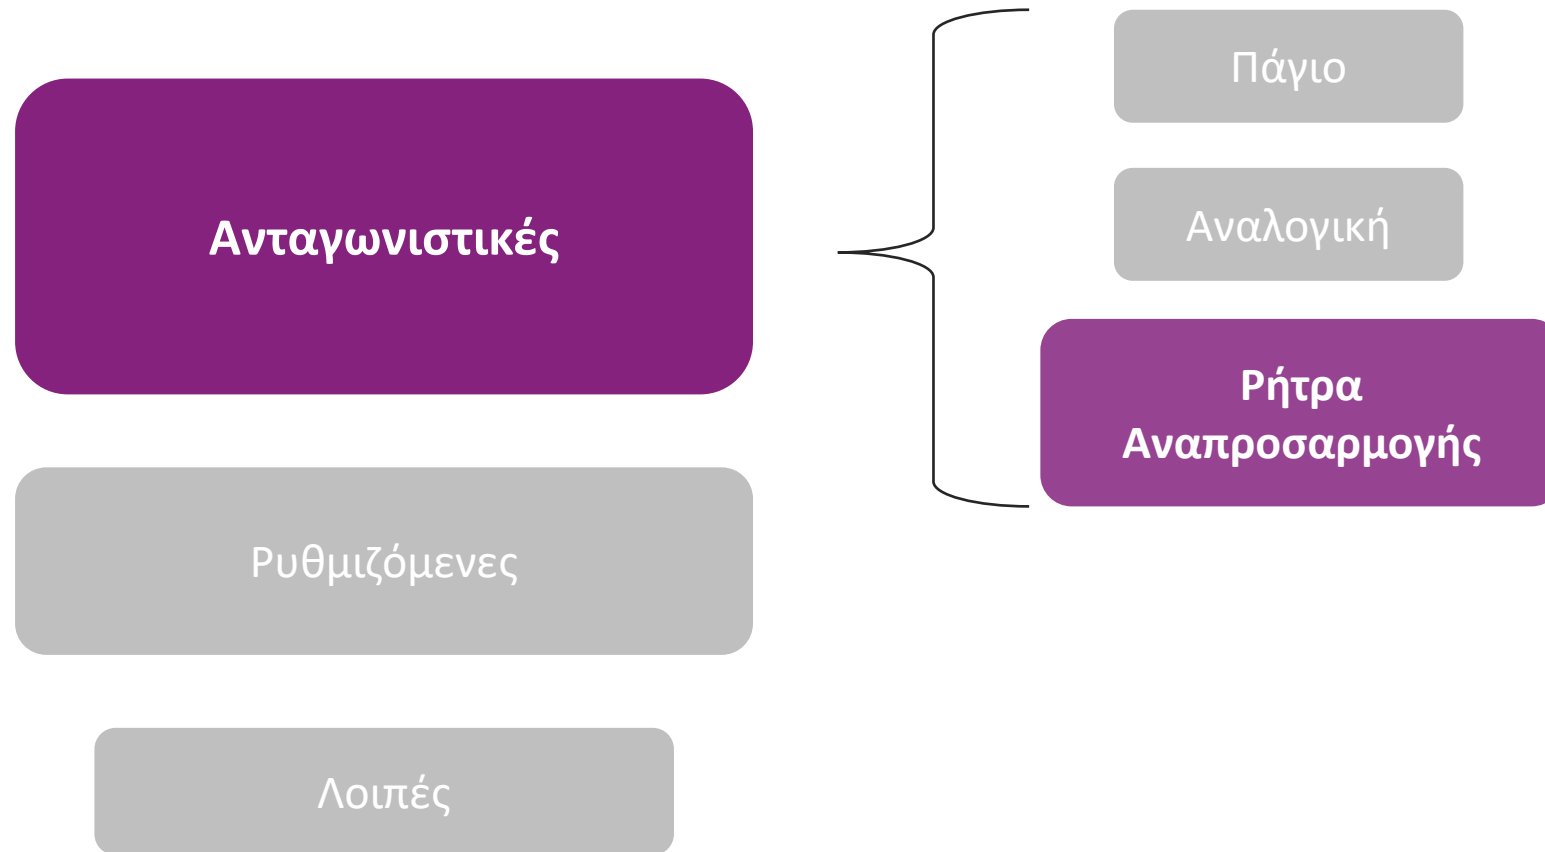 Ανταγωνιστικές
Ρυθμιζόμενες
Λοιπές
Πάγιο
Αναλογική
Ρήτρα
Αναπροσαρμογής